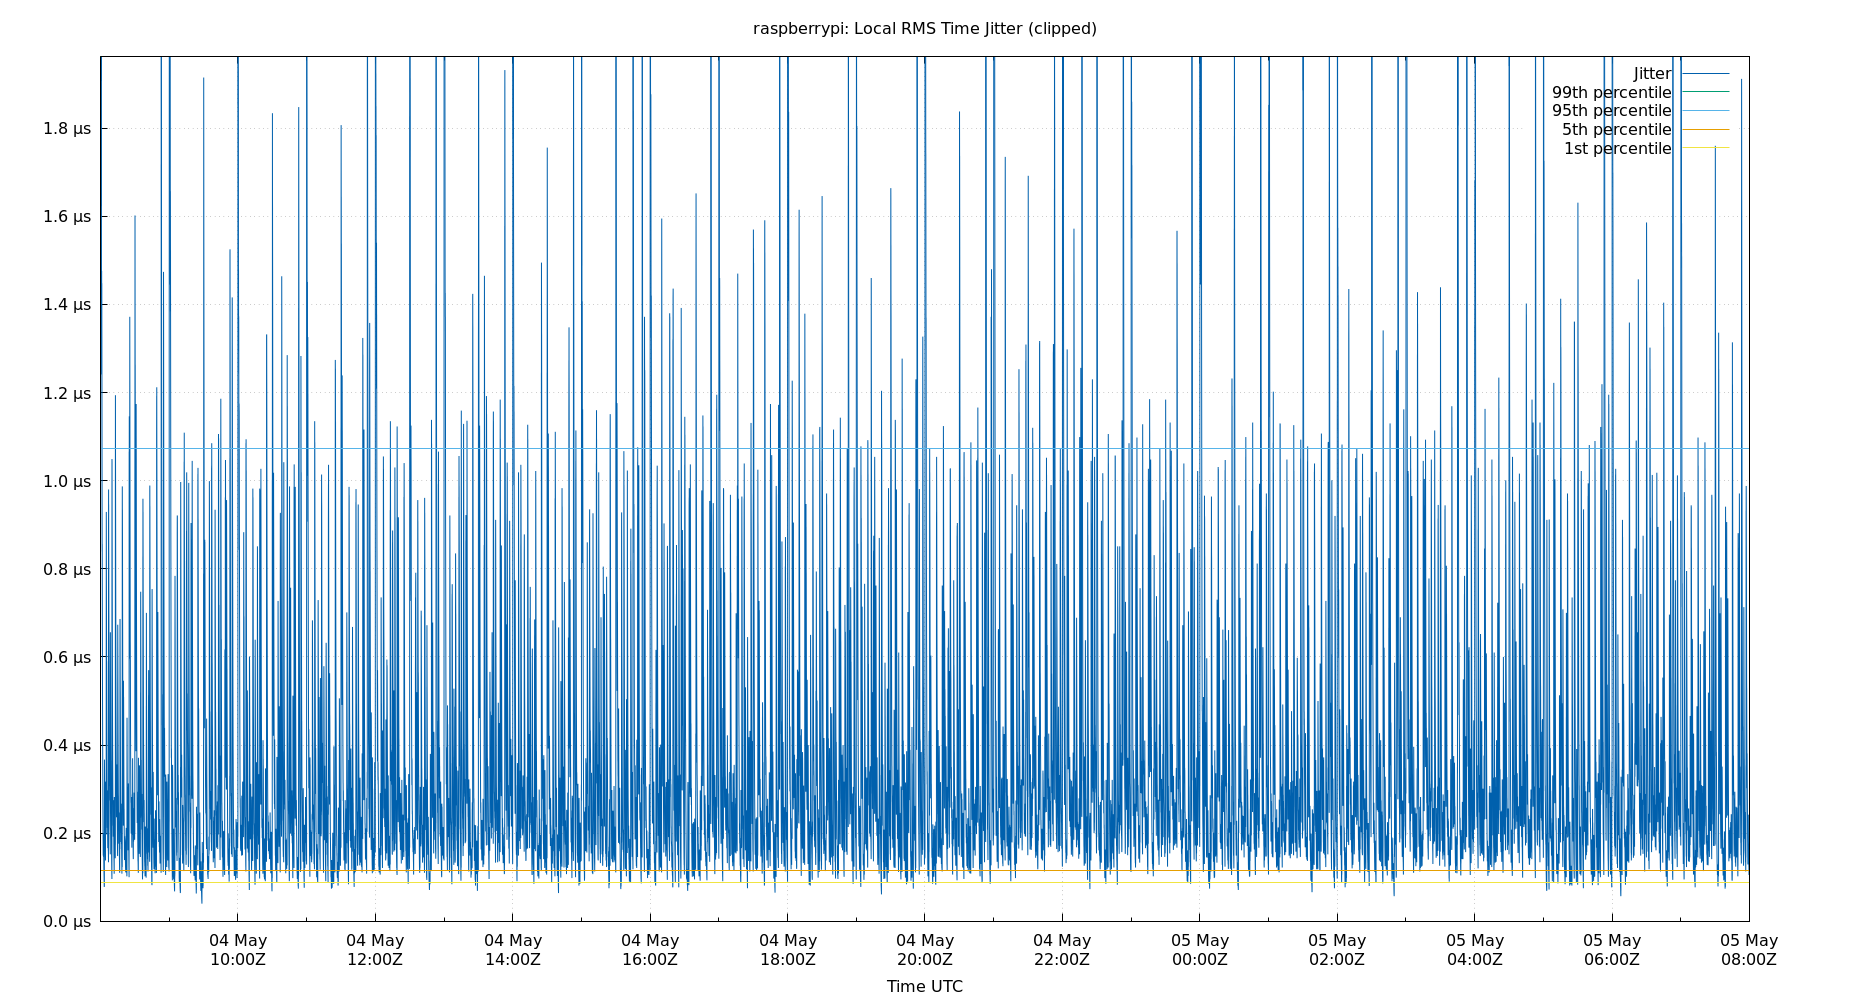 raspberrypi: Local RMS Time Jitter (clipped)
Jitter
99th percentile
95th percentile
5th percentile
1st percentile
1.8 µs
1.6 µs
1.4 µs
1.2 µs
1.0 µs
0.8 µs
0.6 µs
0.4 µs
0.2 µs
0.0 µs
04 May 04 May 04 May 04 May 04 May 04 May 04 May 05 May 05 May 05 May 05 May 05 May
10:00Z 12:00Z 14:00Z 16:00Z 18:00Z 20:00Z 22:00Z 00:00Z 02:00Z 04:00Z 06:00Z 08:00Z
Time UTC